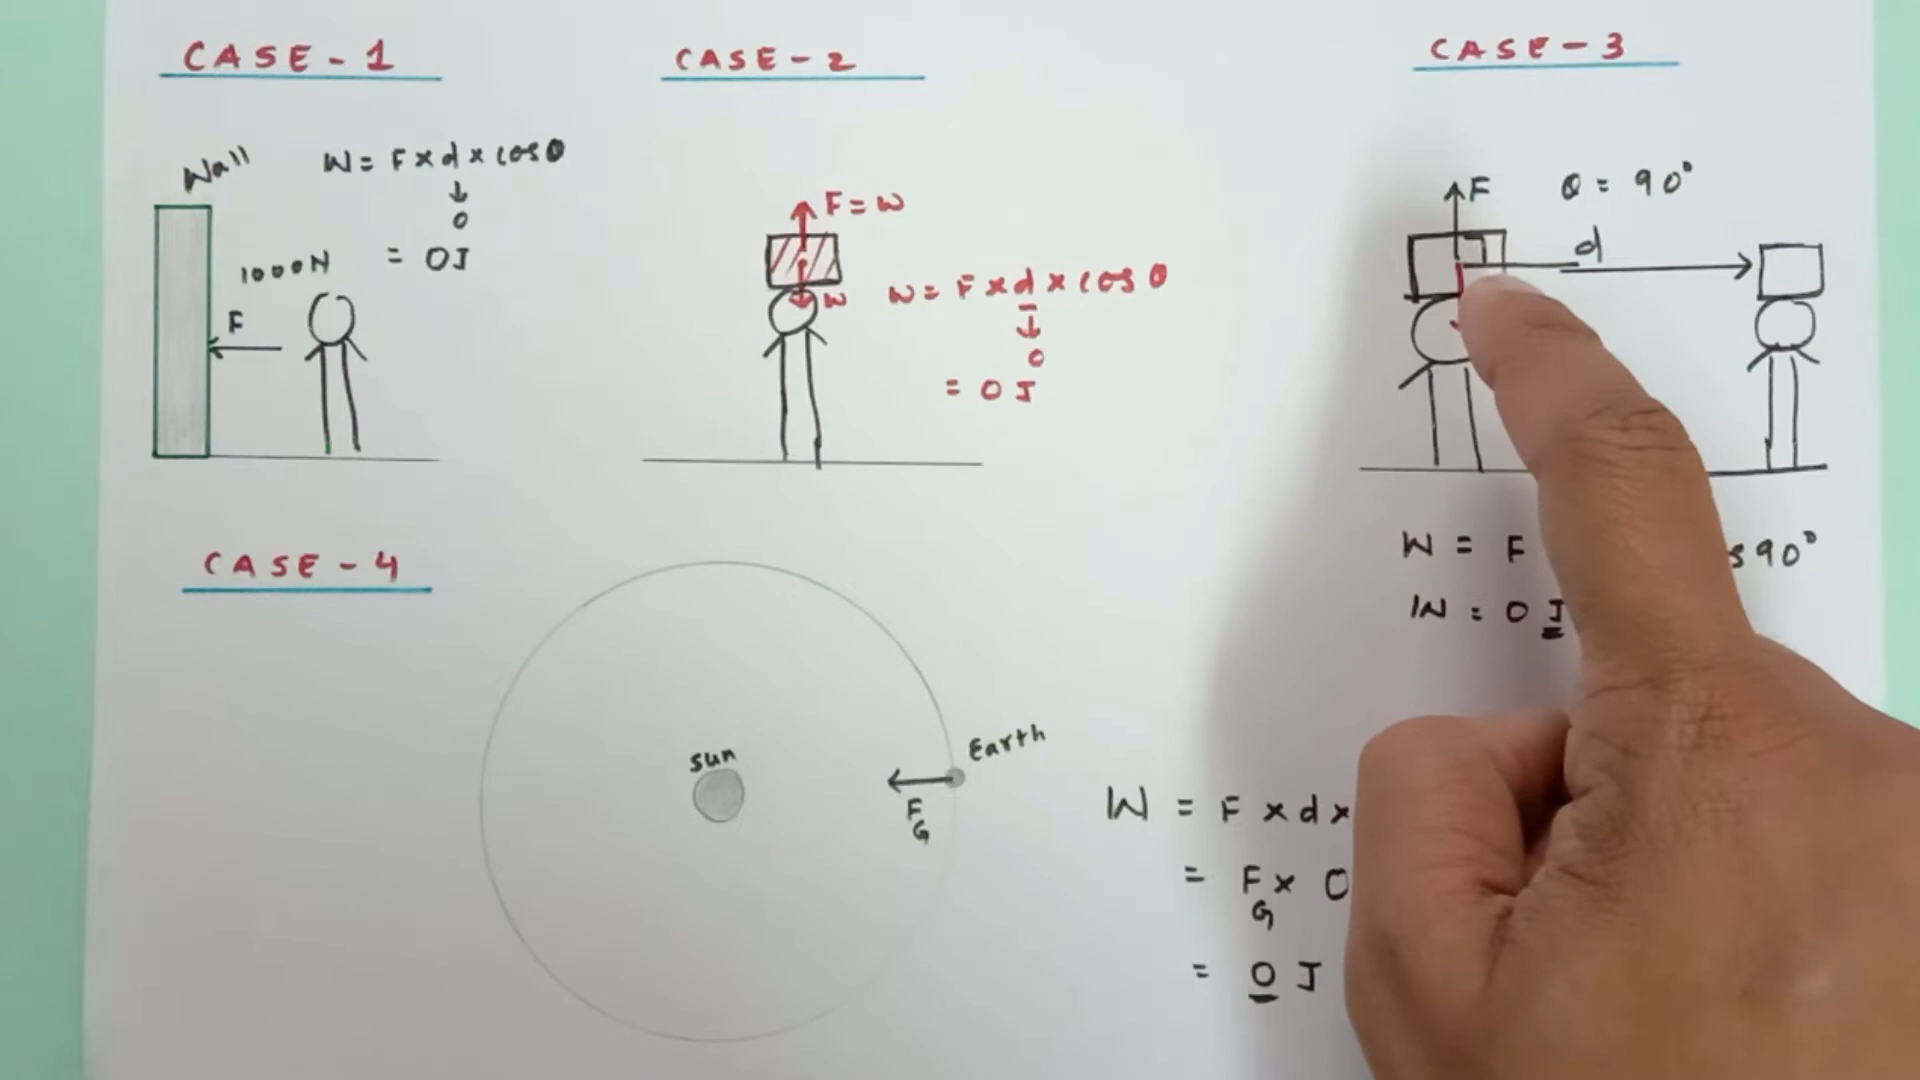 CASE - 1
Wall
W = F x d x cos θ
↓
0
= 0J
1000N
F
CASE - 2
F = W
W
W = F x d x cos θ
↓
0
= 0 J
CASE - 3
F
θ = 90°
d
W = F
s 90°
W = 0 J
CASE - 4
Sun
Earth
F
G
W = F x d x
= F x 0
G
= 0 J